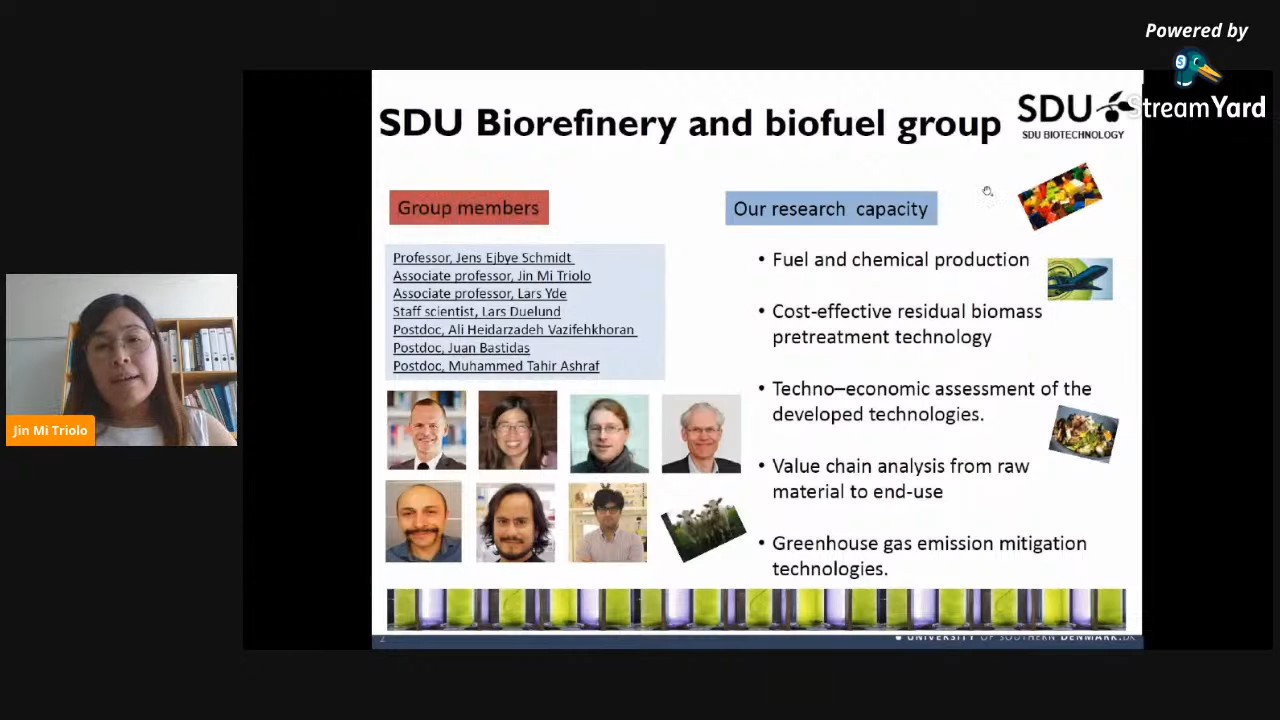 Powered by
StreamYard
SDU Biorefinery and biofuel group
SDU
SDU BIOTECHNOLOGY
Group members
Professor, Jens Ejbye Schmidt
Associate professor, Jin Mi Triolo
Associate professor, Lars Yde
Staff scientist, Lars Duelund
Postdoc, Ali Heidarzadeh Vazifehkhoran
Postdoc, Juan Bastidas
Postdoc, Muhammed Tahir Ashraf
Our research capacity
• Fuel and chemical production
• Cost-effective residual biomass
pretreatment technology
• Techno–economic assessment of the
developed technologies.
• Value chain analysis from raw
material to end-use
• Greenhouse gas emission mitigation
technologies.
2
UNIVERSITY OF SOUTHERN DENMARK.DK
Jin Mi Triolo